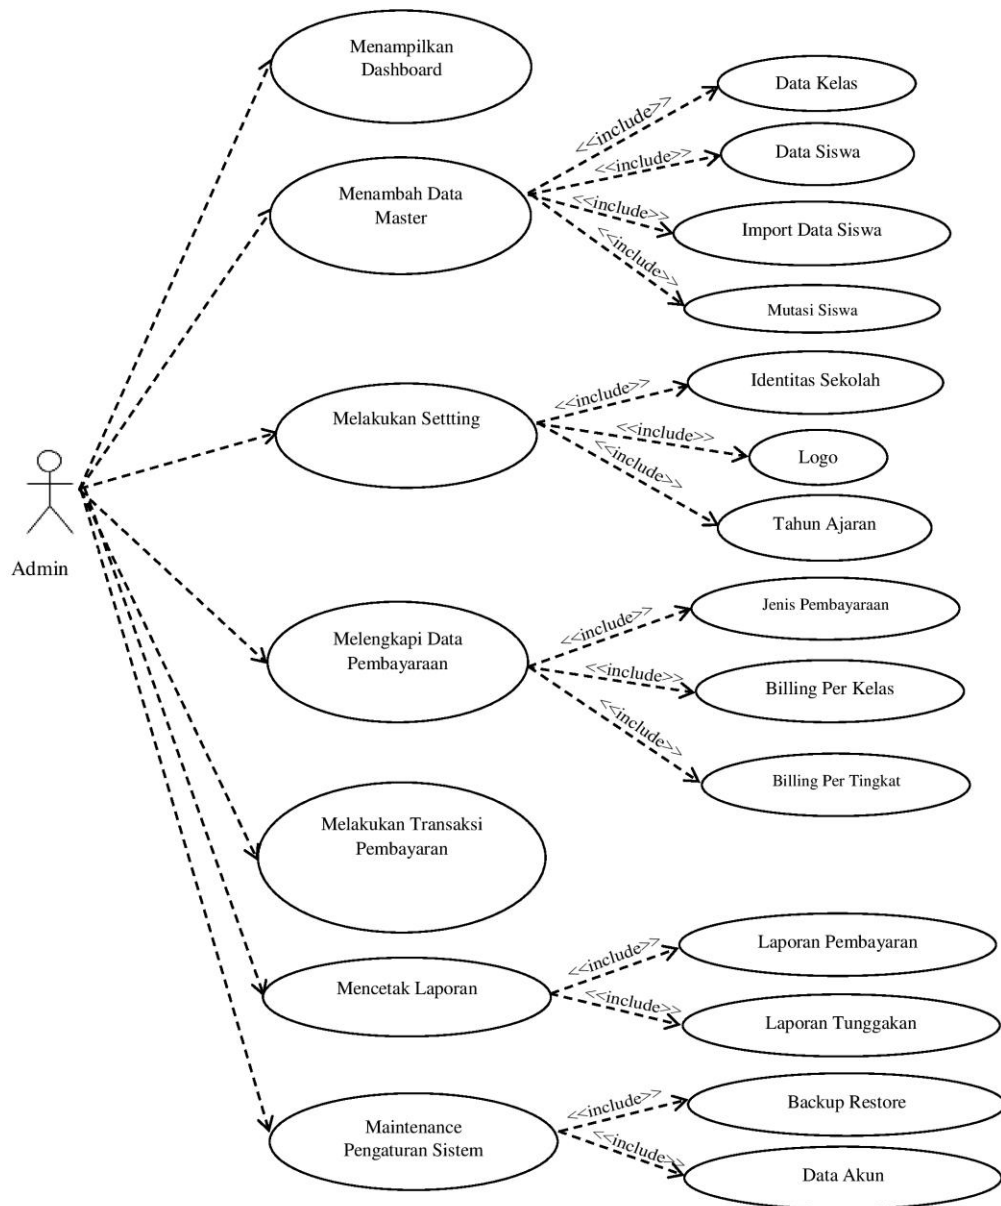 Menampilkan
Dashboard
Menambah Data
Master
<<include>>
Data Kelas
<<include>>
Data Siswa
<<include>>
Import Data Siswa
<<include>>
Mutasi Siswa
Admin
Melakukan Settting
<<include>>
Identitas Sekolah
<<include>>
Logo
<<include>>
Tahun Ajaran
Melengkapi Data
Pembayaraan
<<include>>
Jenis Pembayaraan
<<include>>
Billing Per Kelas
<<include>>
Billing Per Tingkat
Melakukan Transaksi
Pembayaran
Mencetak Laporan
<<include>>
Laporan Pembayaran
<<include>>
Laporan Tunggakan
Maintenance
Pengaturan Sistem
<<include>>
Backup Restore
<<include>>
Data Akun